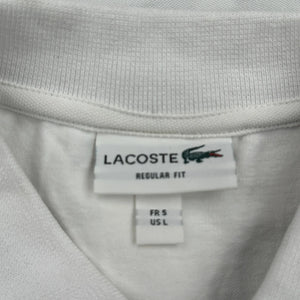 LACOSTE
REGULAR FIT
FR 5
US L